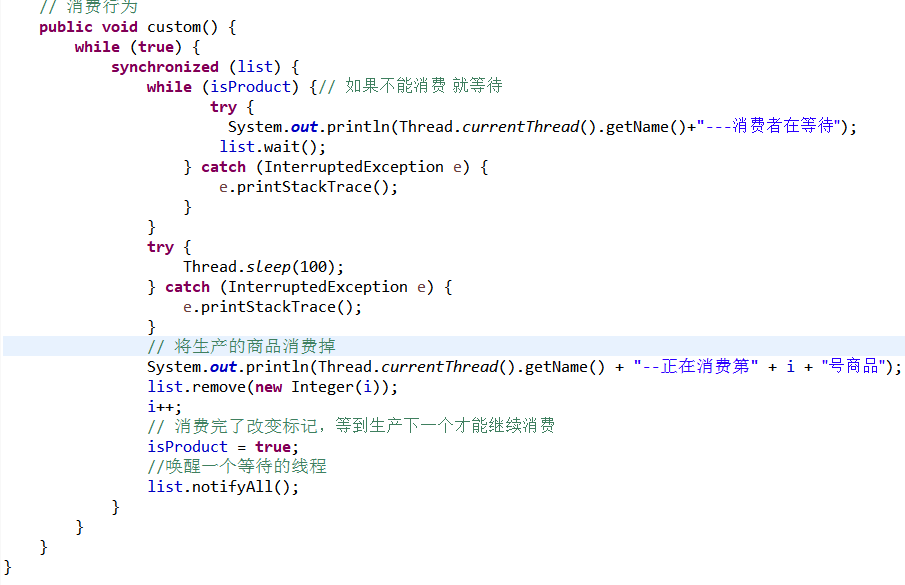 // 消费行为
public void custom() {
while (true) {
synchronized (list) {
while (isProduct) {// 如果不能消费 就等待
try {
System.out.println(Thread.currentThread().getName()+"---消费者在等待");
list.wait();
} catch (InterruptedException e) {
e.printStackTrace();
}
}
try {
Thread.sleep(100);
} catch (InterruptedException e) {
e.printStackTrace();
}
// 将生产的商品消费掉
System.out.println(Thread.currentThread().getName() + "--正在消费第" + i + "号商品");
list.remove(new Integer(i));
i++;
// 消费完了改变标记，等到生产下一个才能继续消费
isProduct = true;
//唤醒一个等待的线程
list.notifyAll();
}
}
}
}